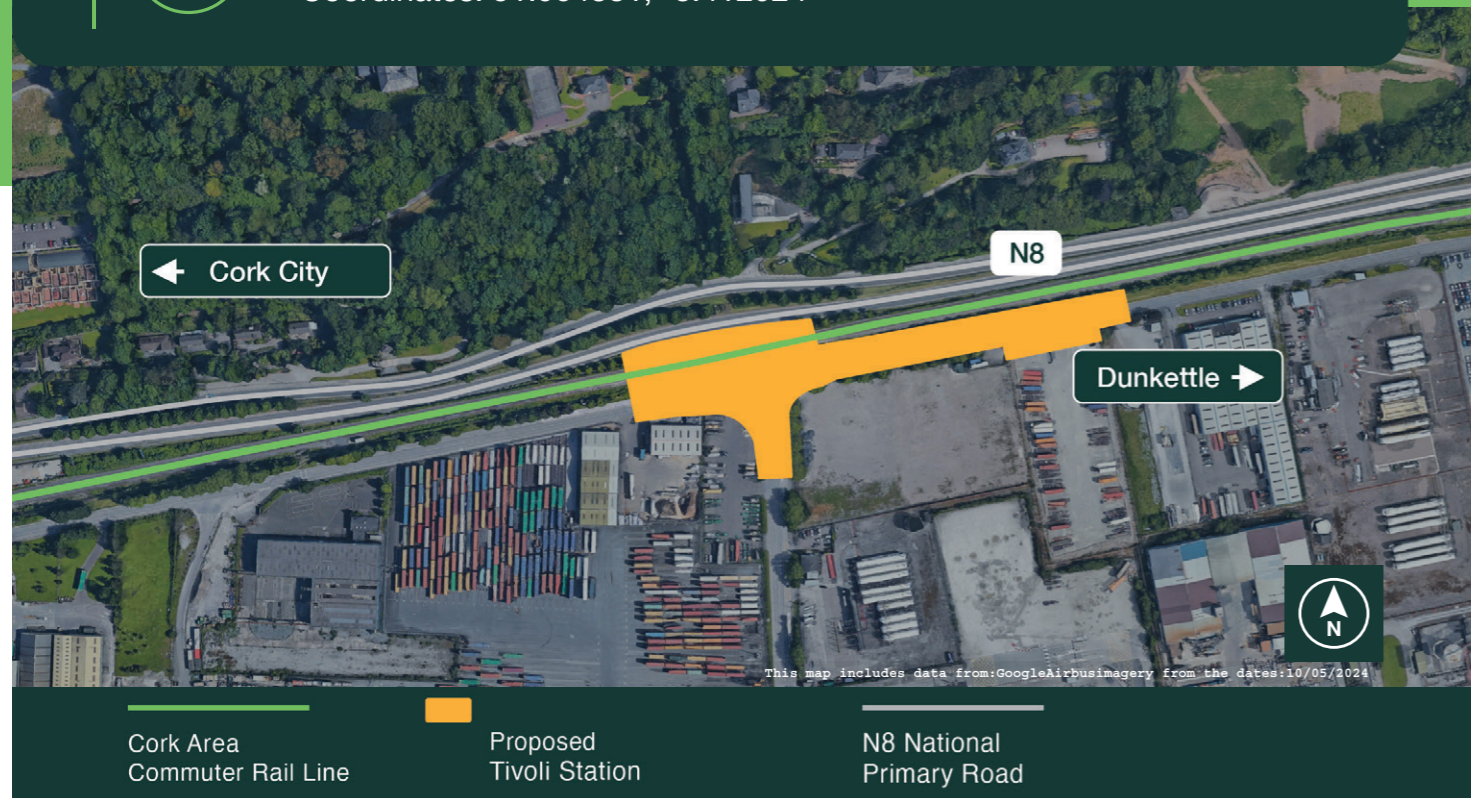 Cork City
N8
Dunkettle
N
This map includes data from:GoogleAirbusimagery from the dates:10/05/2024
Cork Area
Commuter Rail Line
Proposed
Tivoli Station
N8 National
Primary Road